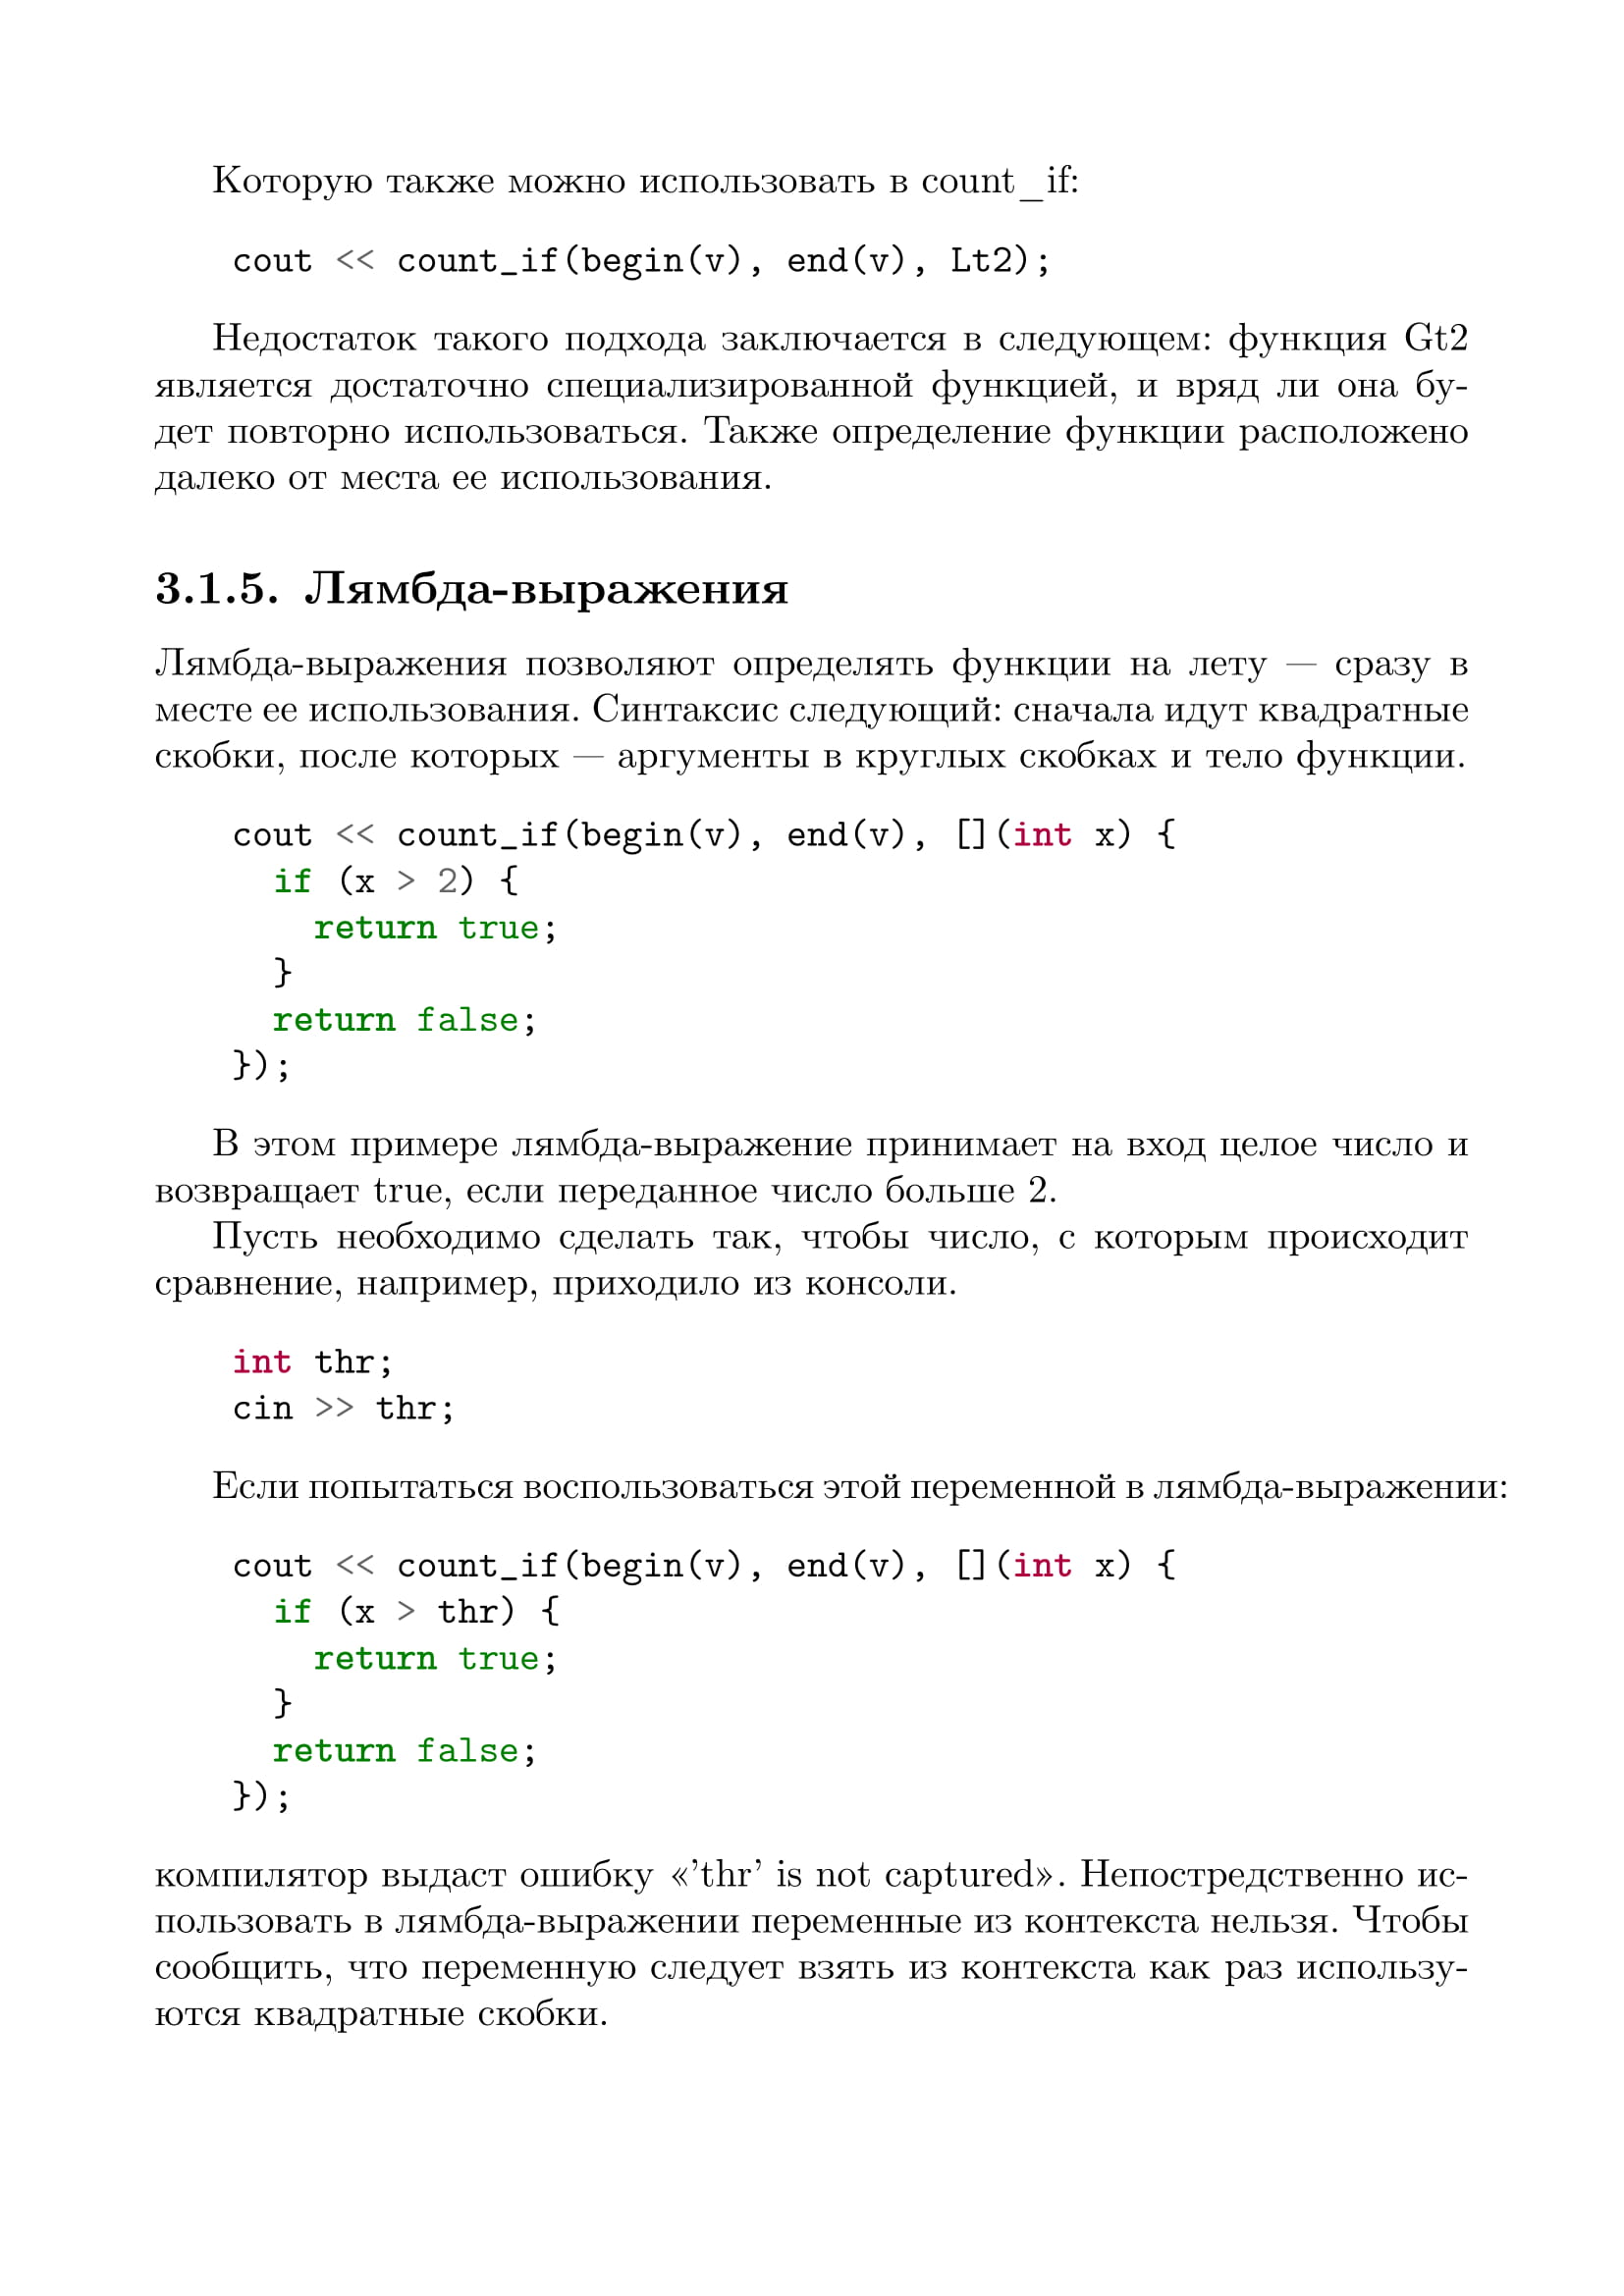 Которую также можно использовать в count_if:
cout << count_if(begin(v), end(v), Lt2);
Недостаток такого подхода заключается в следующем: функция Gt2
является достаточно специализированной функцией, и вряд ли она бу-
дет повторно использоваться. Также определение функции расположено
далеко от места ее использования.
3.1.5. Лямбда-выражения
Лямбда-выражения позволяют определять функции на лету — сразу в
месте ее использования. Синтаксис следующий: сначала идут квадратные
скобки, после которых — аргументы в круглых скобках и тело функции.
cout << count_if(begin(v), end(v), [](int x) {
  if (x > 2) {
    return true;
  }
  return false;
});
В этом примере лямбда-выражение принимает на вход целое число и
возвращает true, если переданное число больше 2.
Пусть необходимо сделать так, чтобы число, с которым происходит
сравнение, например, приходило из консоли.
int thr;
cin >> thr;
Если попытаться воспользоваться этой переменной в лямбда-выражении:
cout << count_if(begin(v), end(v), [](int x) {
  if (x > thr) {
    return true;
  }
  return false;
});
компилятор выдаст ошибку «’thr’ is not captured». Непостредственно ис-
пользовать в лямбда-выражении переменные из контекста нельзя. Чтобы
сообщить, что переменную следует взять из контекста как раз использу-
ются квадратные скобки.